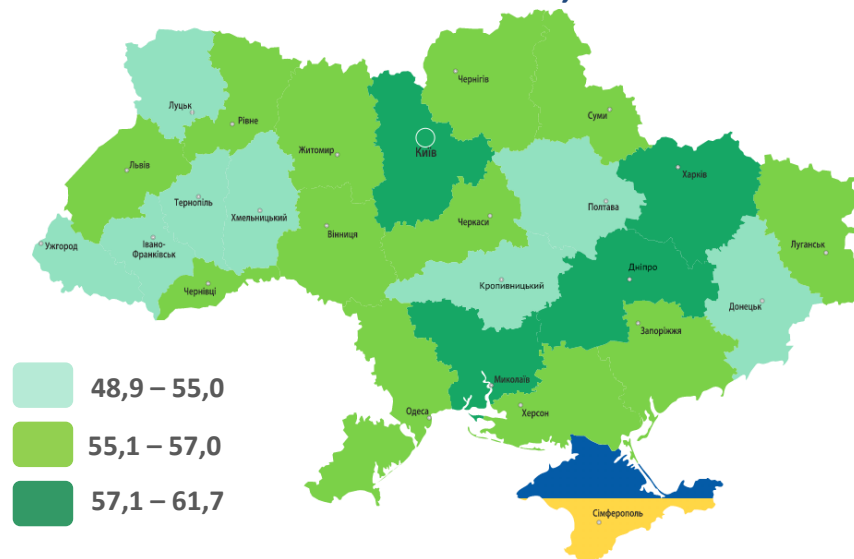 Чернігів
Луцьк
Рівне
Суми
Житомир
Київ
Львів
Харків
Тернопіль
Хмельницький
Полтава
Черкаси
Вінниця
Ужгород
Івано-
Франківськ
Луганськ
Дніпро
Чернівці
Кропивницький
Донецьк
Запоріжжя
Миколаїв
Одеса
Херсон
Сімферополь
48,9 – 55,0
55,1 – 57,0
57,1 – 61,7